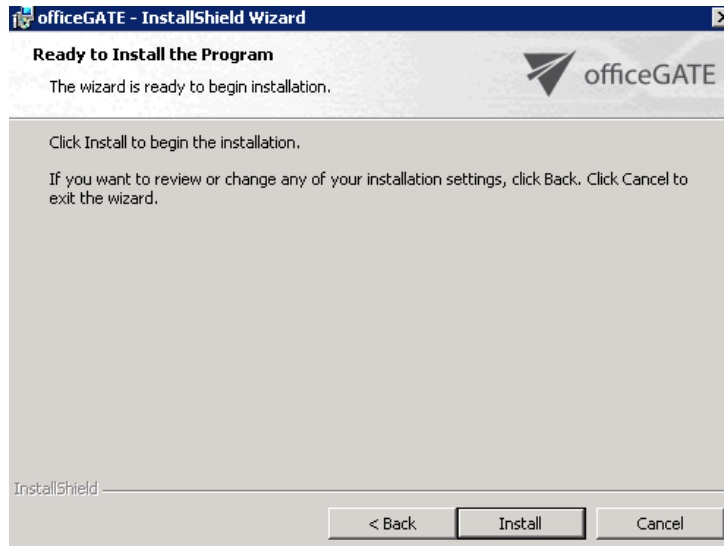 officeGATE - InstallShield Wizard
Ready to Install the Program
The wizard is ready to begin installation.
officeGATE
Click Install to begin the installation.
If you want to review or change any of your installation settings, click Back. Click Cancel to
exit the wizard.
InstallShield
< Back
Install
Cancel